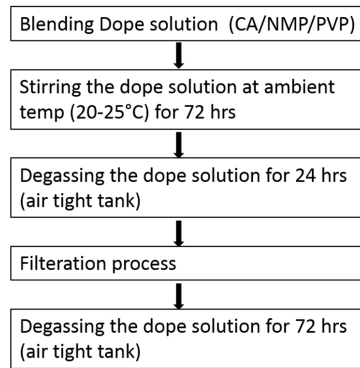 Blending Dope solution (CA/NMP/PVP)
Stirring the dope solution at ambient
temp (20-25°C) for 72 hrs
Degassing the dope solution for 24 hrs
(air tight tank)
Filteration process
Degassing the dope solution for 72 hrs
(air tight tank)